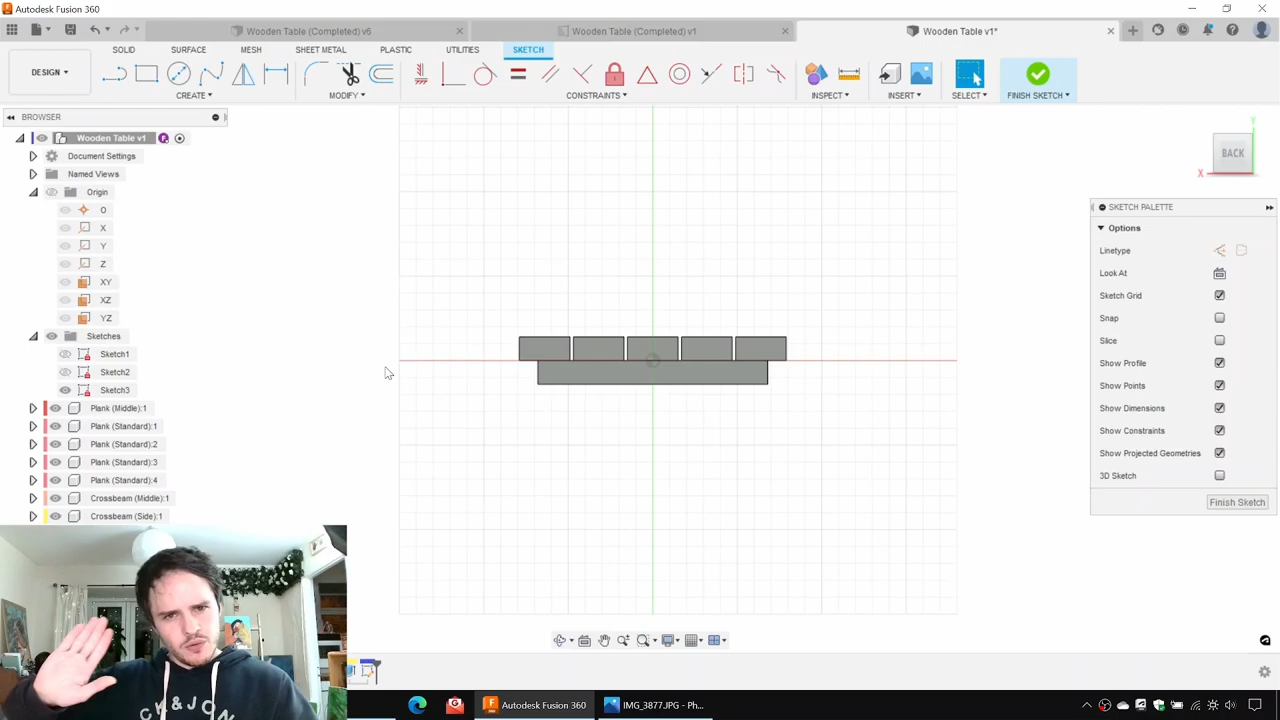 Autodesk Fusion 360
Wooden Table (Completed) v6
Wooden Table (Completed) v1
Wooden Table v1*
DESIGN
SOLID
SURFACE
MESH
SHEET METAL
PLASTIC
UTILITIES
SKETCH
CREATE
MODIFY
CONSTRAINTS
INSPECT
INSERT
SELECT
FINISH SKETCH
BROWSER
Wooden Table v1
Document Settings
Named Views
Origin
O
X
Y
Z
XY
XZ
YZ
Sketches
Sketch1
Sketch2
Sketch3
Plank (Middle):1
Plank (Standard):1
Plank (Standard):2
Plank (Standard):3
Plank (Standard):4
Crossbeam (Middle):1
Crossbeam (Side):1
Y
BACK
X
SKETCH PALETTE
Options
Linetype
Look At
Sketch Grid
Snap
Slice
Show Profile
Show Points
Show Dimensions
Show Constraints
Show Projected Geometries
3D Sketch
Finish Sketch
CK & JON
Autodesk Fusion 360
IMG_3877.JPG - Ph...